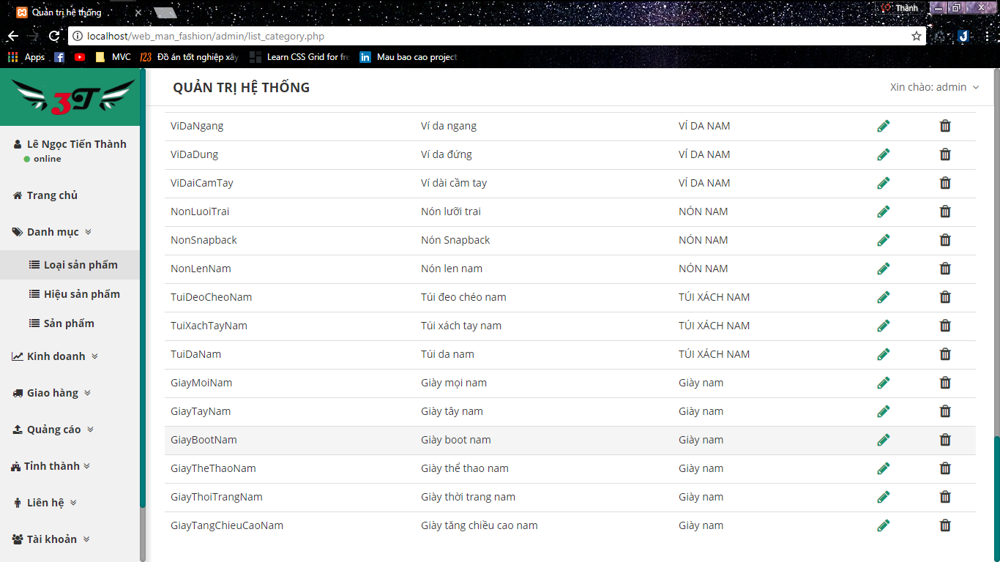 Quản trị hệ thống
Thành
localhost/web_man_fashion/admin/list_category.php
Apps MVC 123 Đồ án tốt nghiệp xây Learn CSS Grid for fre in Mau bao cao project
3T
QUẢN TRỊ HỆ THỐNG
Xin chào: admin
Lê Ngọc Tiến Thành
online
Trang chủ
Danh mục
Loại sản phẩm
Hiệu sản phẩm
Sản phẩm
Kinh doanh
Giao hàng
Quảng cáo
Tỉnh thành
Liên hệ
Tài khoản
ViDaNgang Ví da ngang VÍ DA NAM
ViDaDung Ví da đứng VÍ DA NAM
ViDaiCamTay Ví dài cầm tay VÍ DA NAM
NonLuoiTrai Nón lưỡi trai NÓN NAM
NonSnapback Nón Snapback NÓN NAM
NonLenNam Nón len nam NÓN NAM
TuiDeoCheoNam Túi đeo chéo nam TÚI XÁCH NAM
TuiXachTayNam Túi xách tay nam TÚI XÁCH NAM
TuiDaNam Túi da nam TÚI XÁCH NAM
GiayMoiNam Giày mọi nam Giày nam
GiayTayNam Giày tây nam Giày nam
GiayBootNam Giày boot nam Giày nam
GiayTheThaoNam Giày thể thao nam Giày nam
GiayThoiTrangNam Giày thời trang nam Giày nam
GiayTangChieuCaoNam Giày tăng chiều cao nam Giày nam